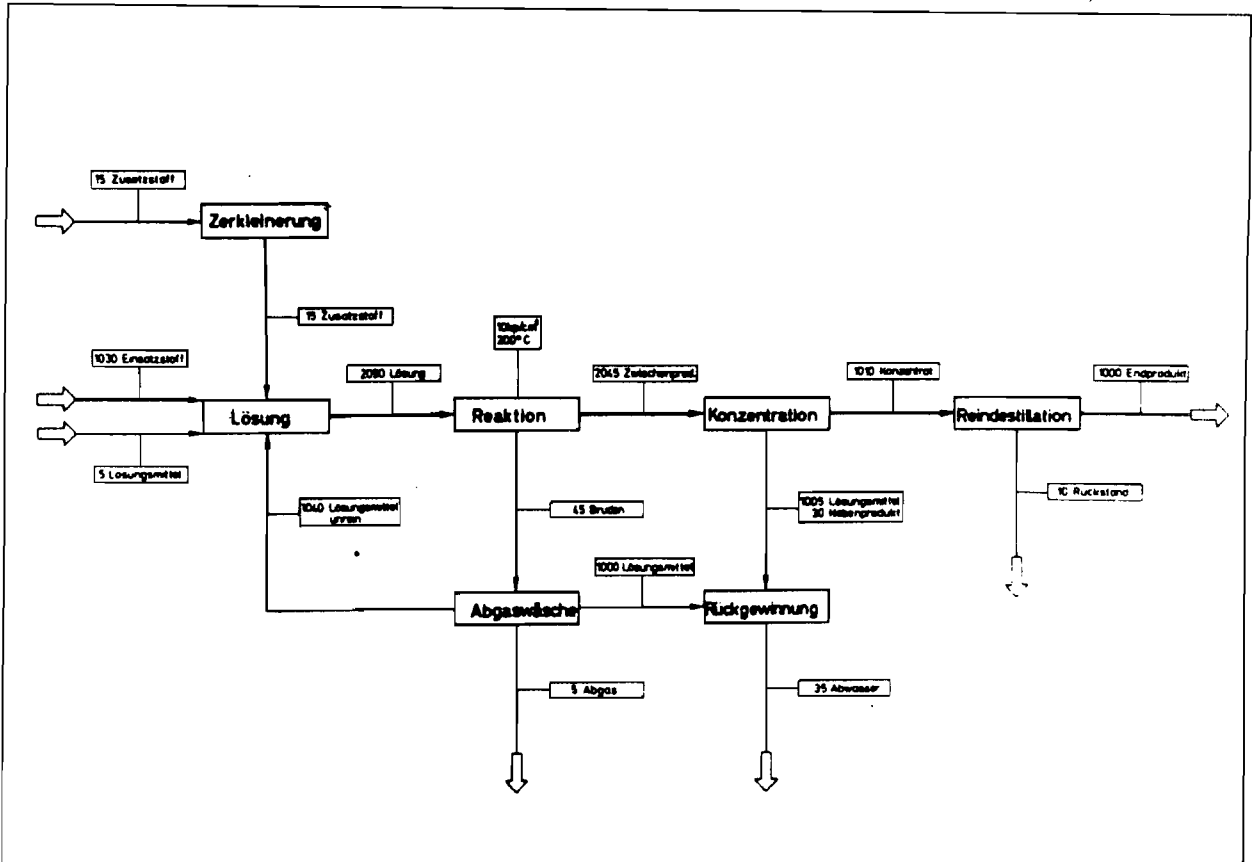 15 Zusatzstoff
Zerkleinerung
15 Zusatzstoff
10kp/cm²
200°C
1030 Einsatzstoff
2090 Lösung
2045 Zwischenprod.
1010 Konzentrat
1000 Endprodukt
Lösung
Reaktion
Konzentration
Reindestillation
5 Lösungsmittel
1040 Lösungsmittel
unrein
45 Brüden
1005 Lösungsmittel
30 Nebenprodukt
10 Rückstand
1000 Lösungsmittel
Abgaswäsche
Rückgewinnung
5 Abgas
35 Abwasser